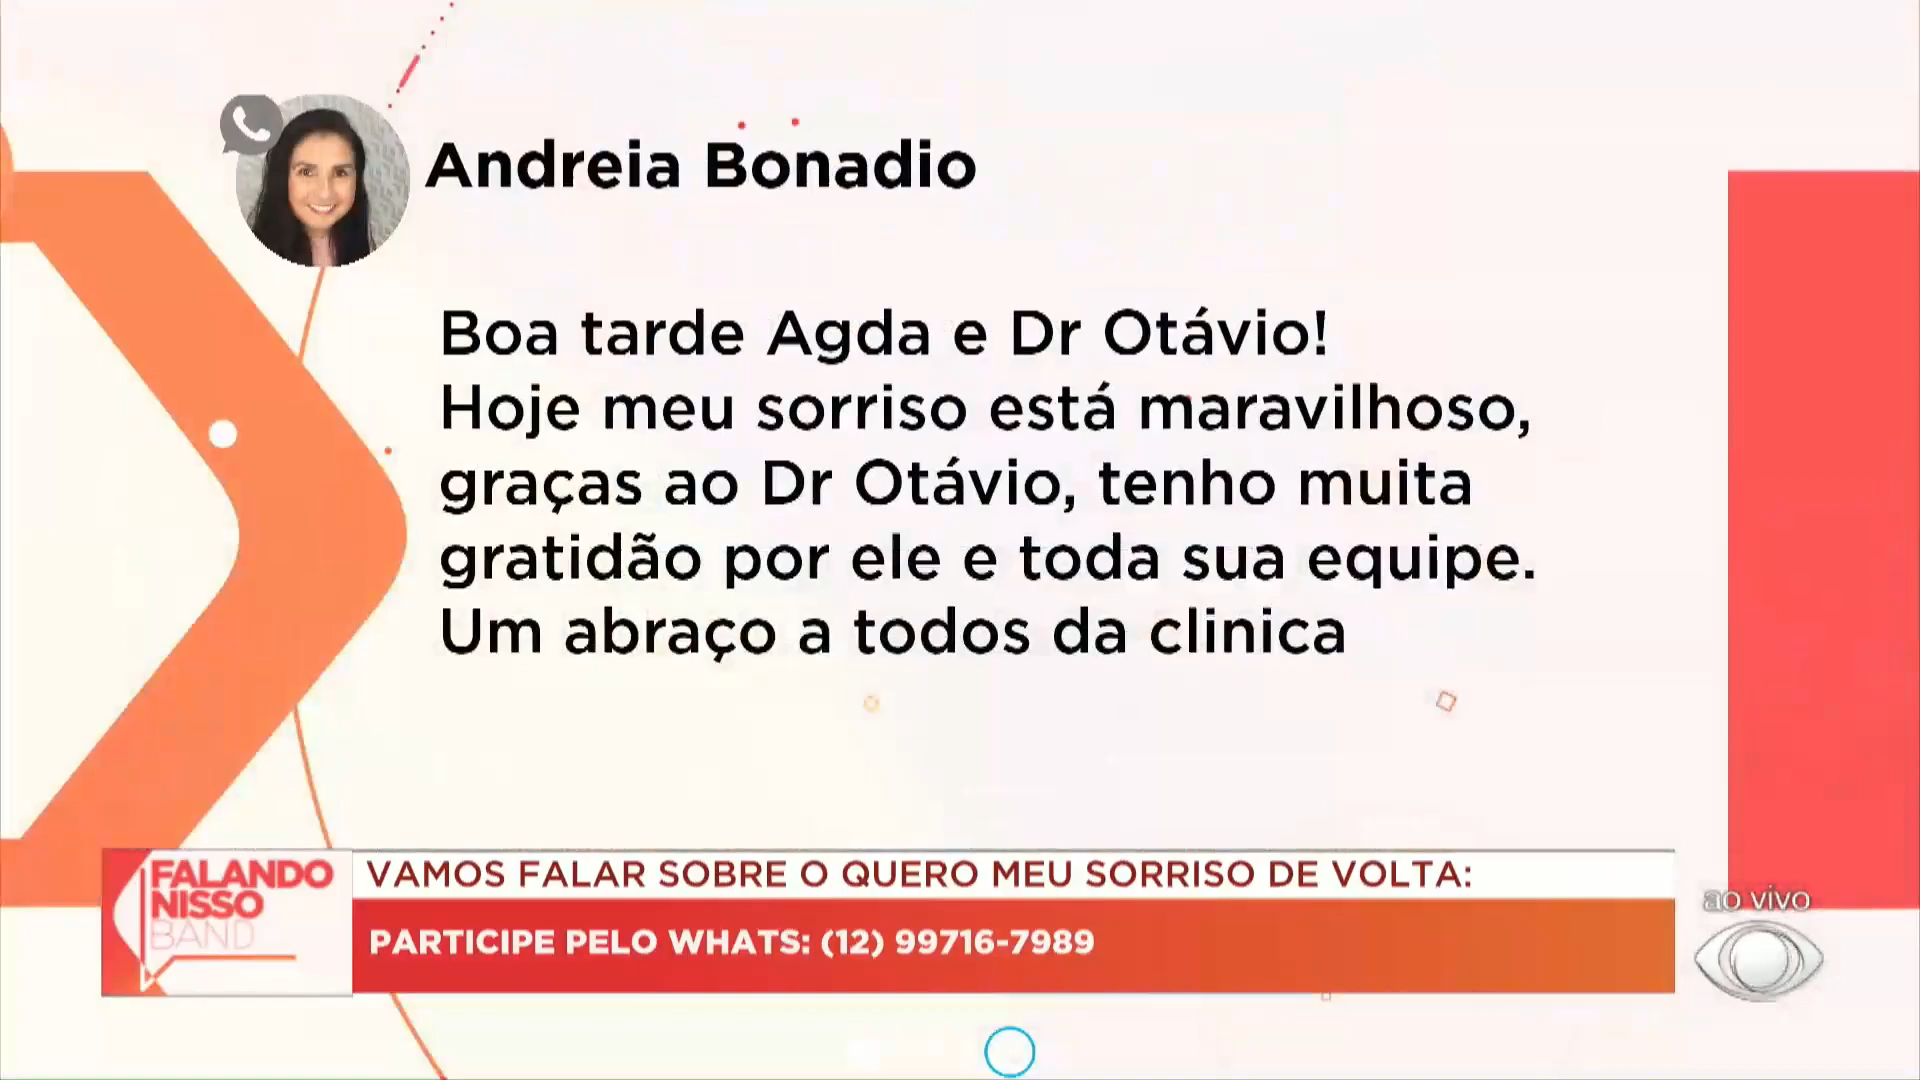 Andreia Bonadio
Boa tarde Agda e Dr Otávio!
Hoje meu sorriso está maravilhoso,
graças ao Dr Otávio, tenho muita
gratidão por ele e toda sua equipe.
Um abraço a todos da clinica
FALANDO
NISSO
BAND
VAMOS FALAR SOBRE O QUERO MEU SORRISO DE VOLTA:
PARTICIPE PELO WHATS: (12) 99716-7989
ao vivo